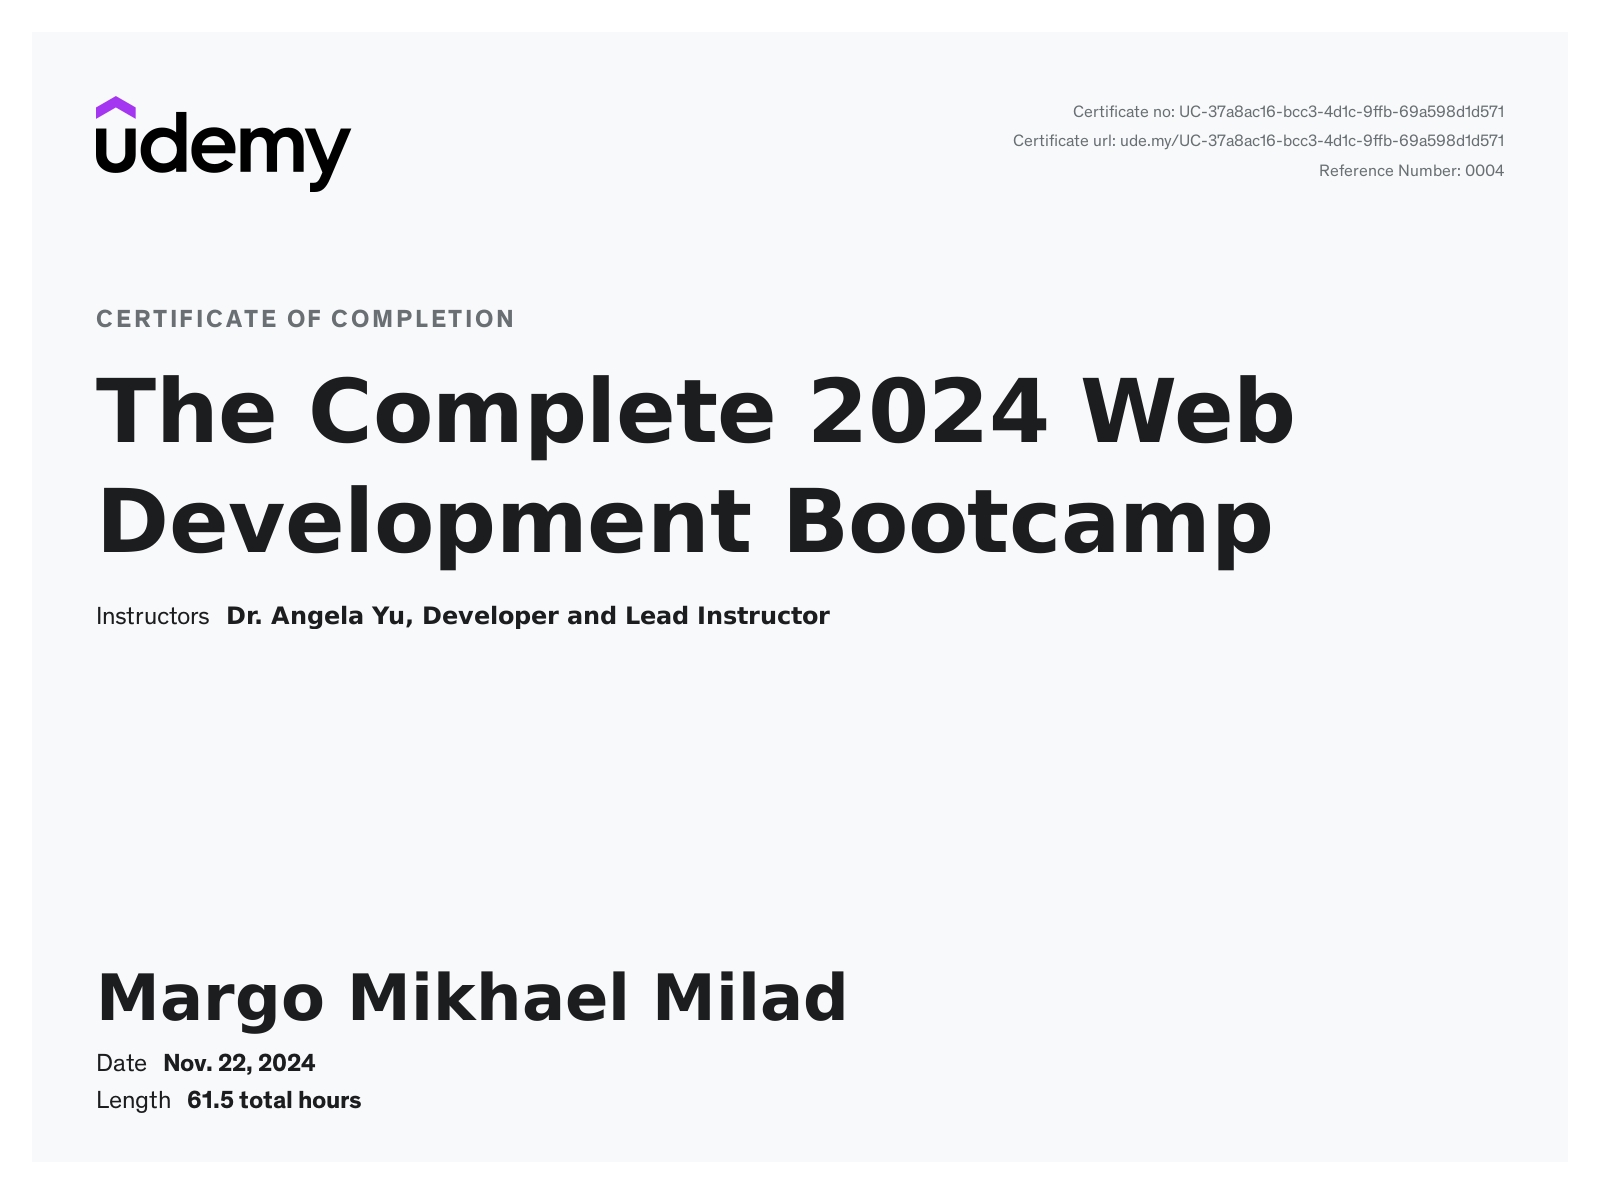 udemy
Certificate no: UC-37a8ac16-bcc3-4d1c-9ffb-69a598d1d571
Certificate url: ude.my/UC-37a8ac16-bcc3-4d1c-9ffb-69a598d1d571
Reference Number: 0004
CERTIFICATE OF COMPLETION
The Complete 2024 Web
Development Bootcamp
Instructors Dr. Angela Yu, Developer and Lead Instructor
Margo Mikhael Milad
Date Nov. 22, 2024
Length 61.5 total hours